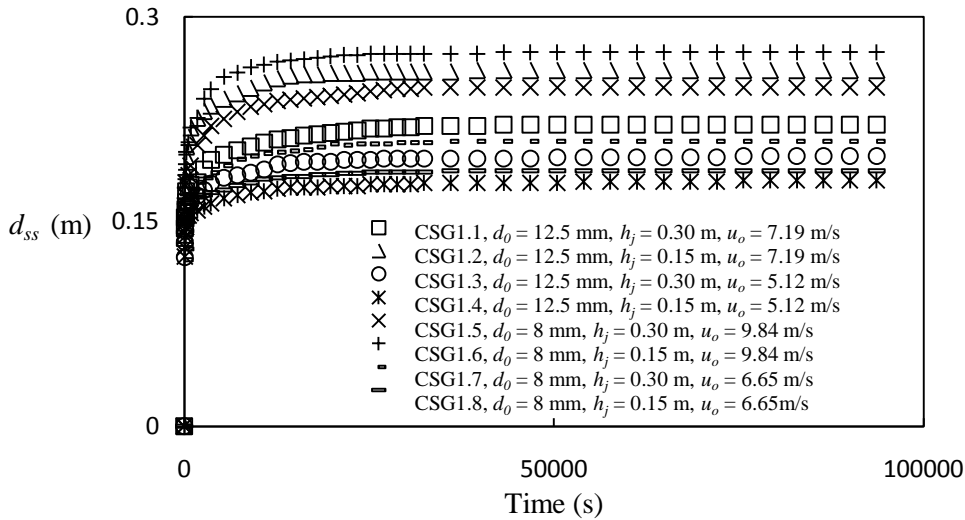 0.3
0.15
0
d_ss (m)
CSG1.1, d_0 = 12.5 mm, h_j = 0.30 m, u_o = 7.19 m/s
CSG1.2, d_0 = 12.5 mm, h_j = 0.15 m, u_o = 7.19 m/s
CSG1.3, d_0 = 12.5 mm, h_j = 0.30 m, u_o = 5.12 m/s
CSG1.4, d_0 = 12.5 mm, h_j = 0.15 m, u_o = 5.12 m/s
CSG1.5, d_0 = 8 mm, h_j = 0.30 m, u_o = 9.84 m/s
CSG1.6, d_0 = 8 mm, h_j = 0.15 m, u_o = 9.84 m/s
CSG1.7, d_0 = 8 mm, h_j = 0.30 m, u_o = 6.65 m/s
CSG1.8, d_0 = 8 mm, h_j = 0.15 m, u_o = 6.65m/s
0 50000 100000
Time (s)